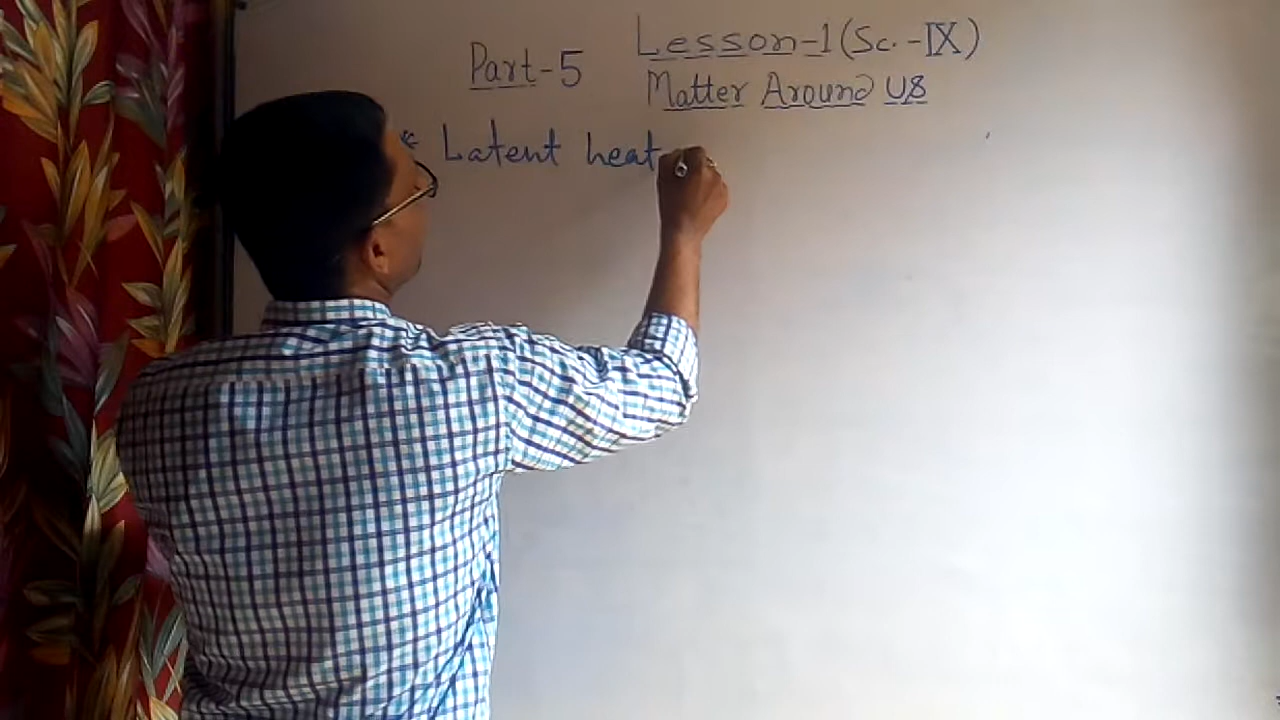 Part-5 Lesson-1 (Sc.-IX)
Matter Around us
* Latent heat